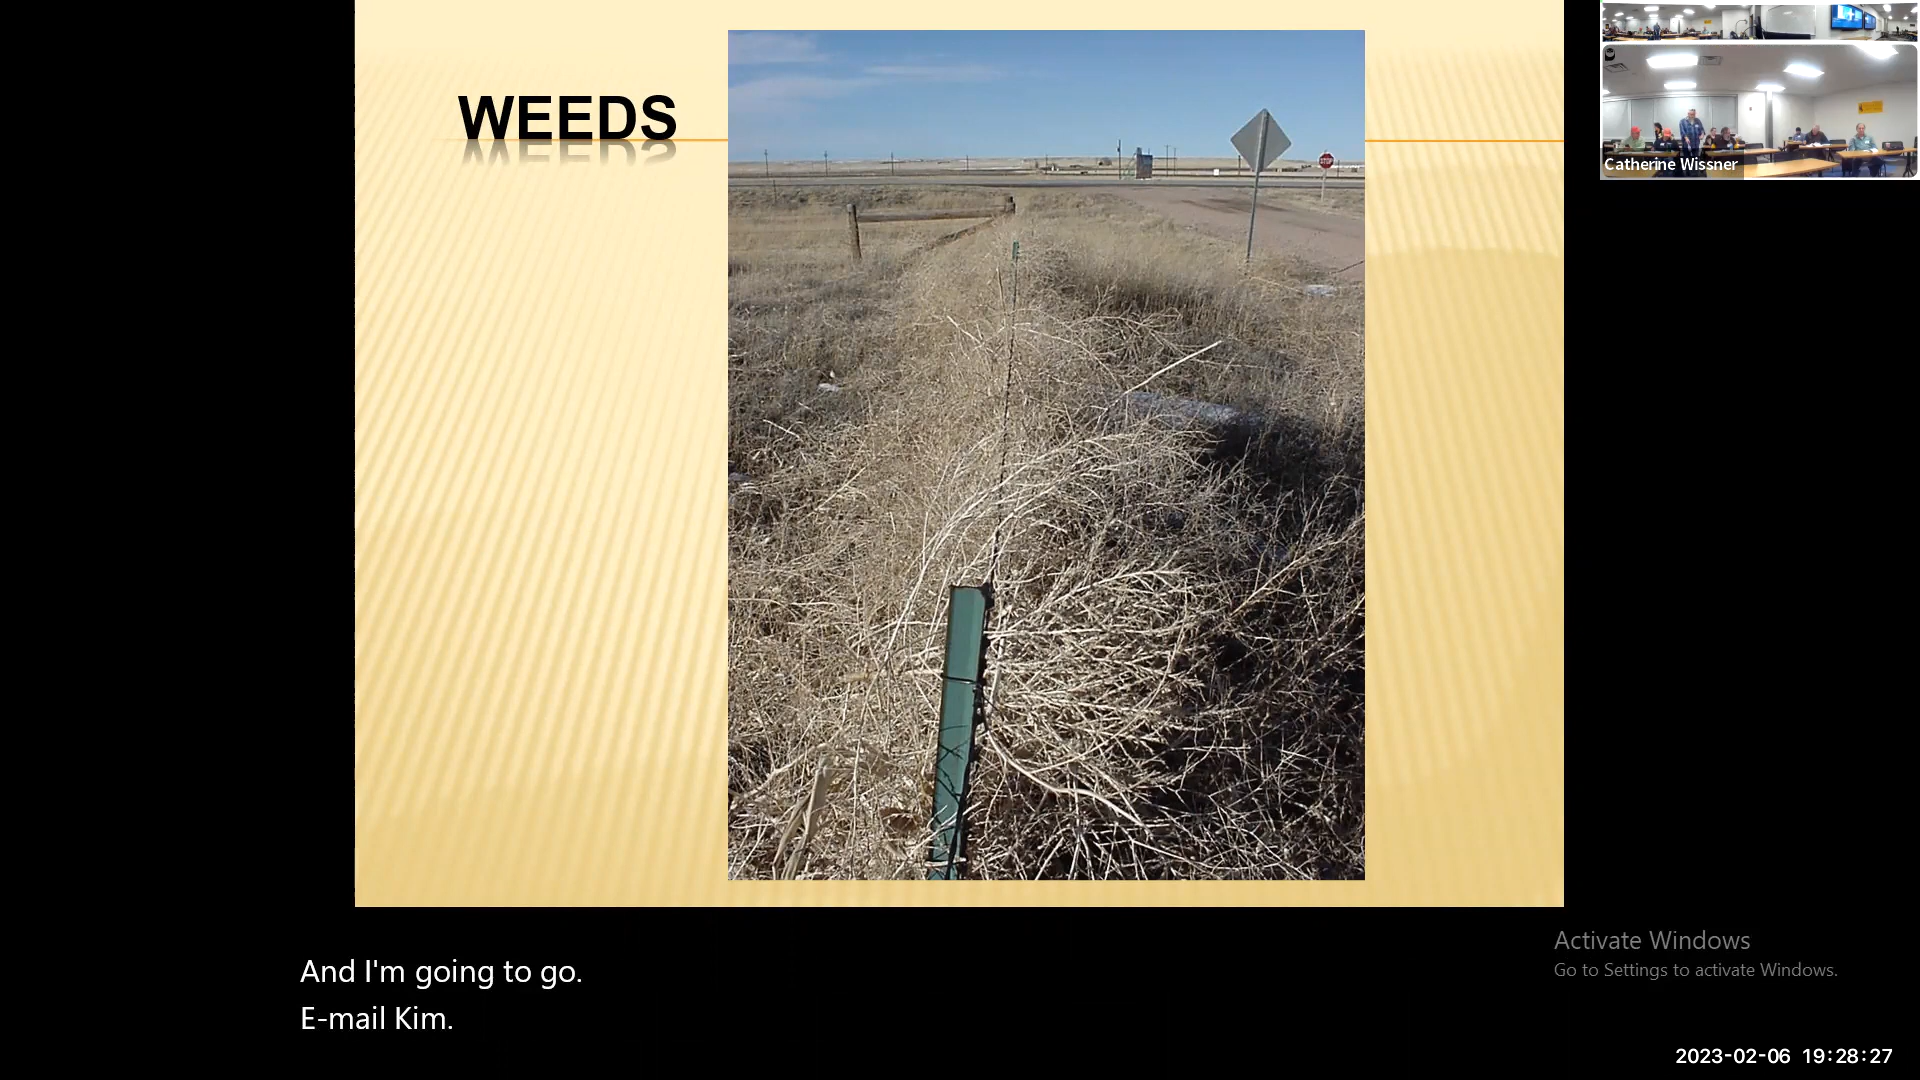 WEEDS
STOP
Catherine Wissner
And I'm going to go.
E-mail Kim.
Activate Windows
Go to Settings to activate Windows.
2023-02-06 19:28:27